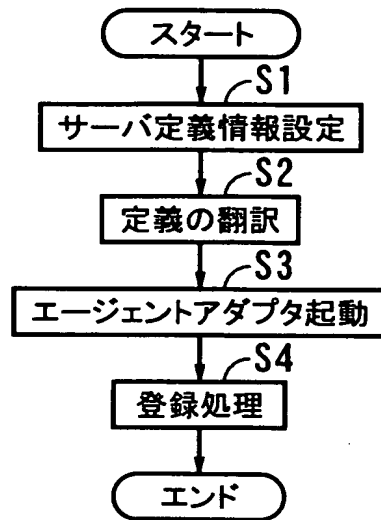 スタート
S1
サーバ定義情報設定
S2
定義の翻訳
S3
エージェントアダプタ起動
S4
登録処理
エンド